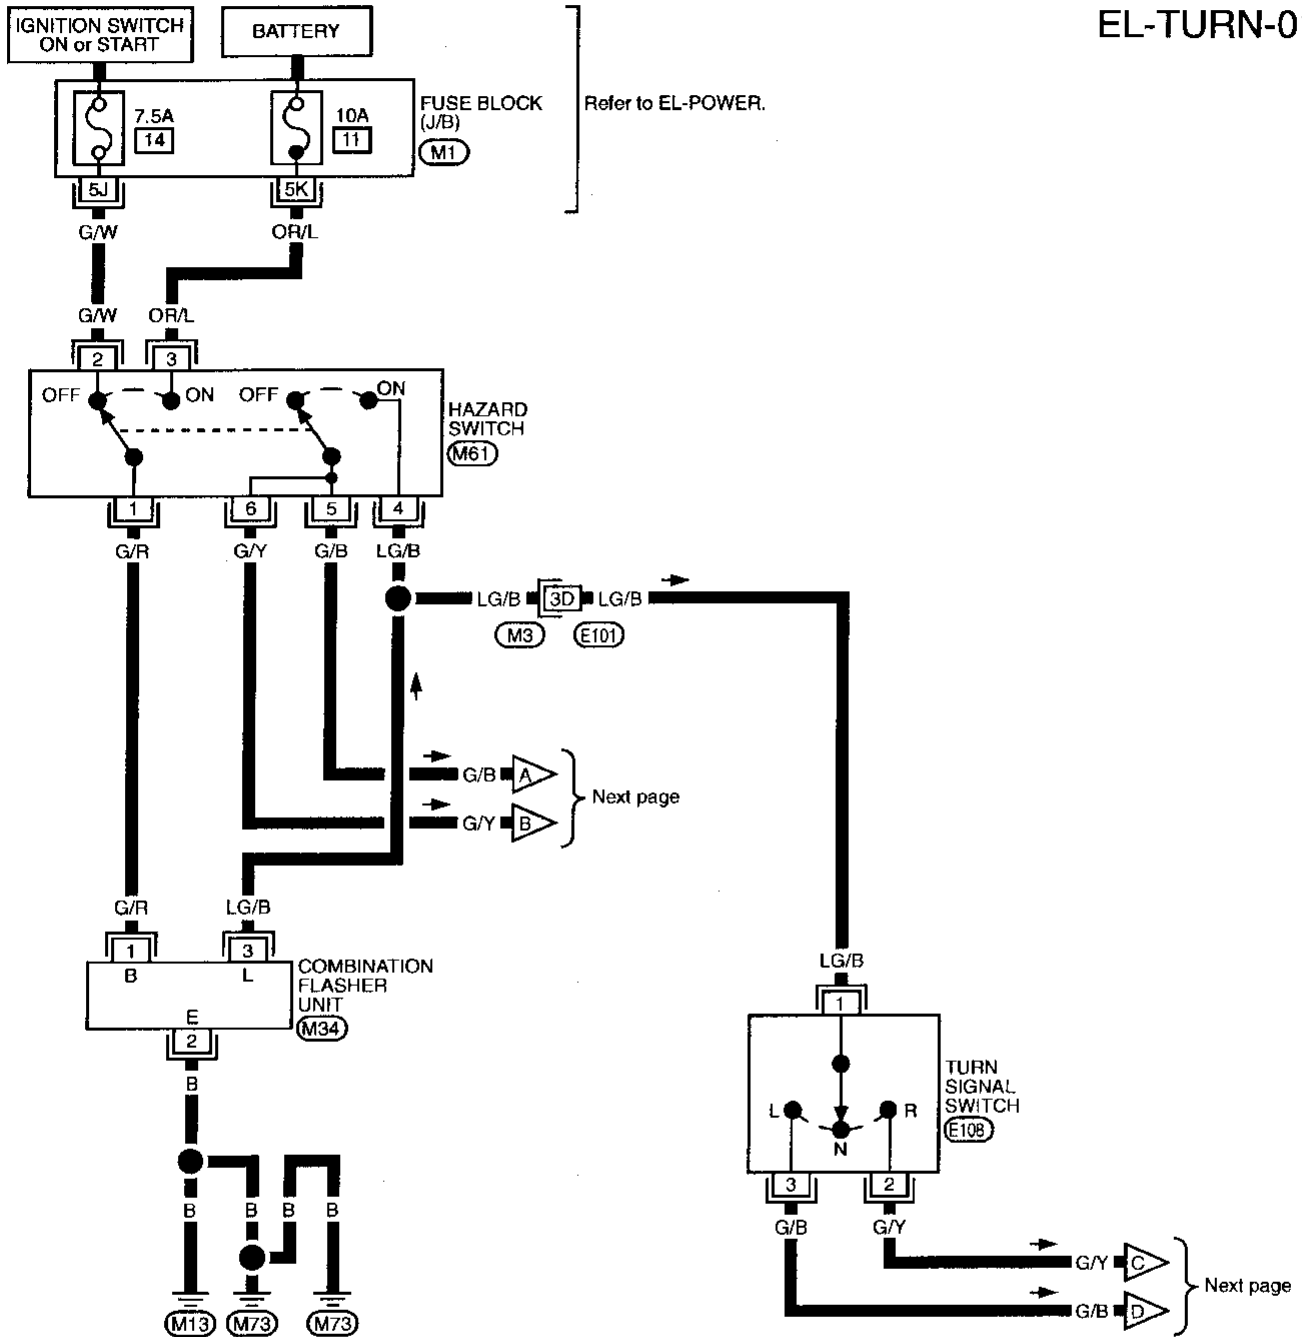 EL-TURN-0
IGNITION SWITCH
ON or START
BATTERY
7.5A
14
10A
11
FUSE BLOCK
(J/B)
M1
Refer to EL-POWER.
5J
5K
G/W
OR/L
G/W
OR/L
2
3
OFF
ON
OFF
ON
HAZARD
SWITCH
M61
1
6
5
4
G/R
G/Y
G/B
LG/B
LG/B
3D
LG/B
M3
E101
G/B
A
G/Y
B
Next page
G/R
LG/B
1
3
B
L
E
2
COMBINATION
FLASHER
UNIT
M34
B
B
B
B
B
M13
M73
M73
LG/B
1
L
R
N
TURN
SIGNAL
SWITCH
E108
3
2
G/B
G/Y
G/Y
C
G/B
D
Next page